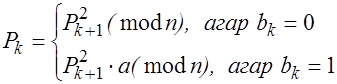 P_k = { P_{k+1}^2 (mod n), агар b_k = 0
P_{k+1}^2 · a (mod n), агар b_k = 1